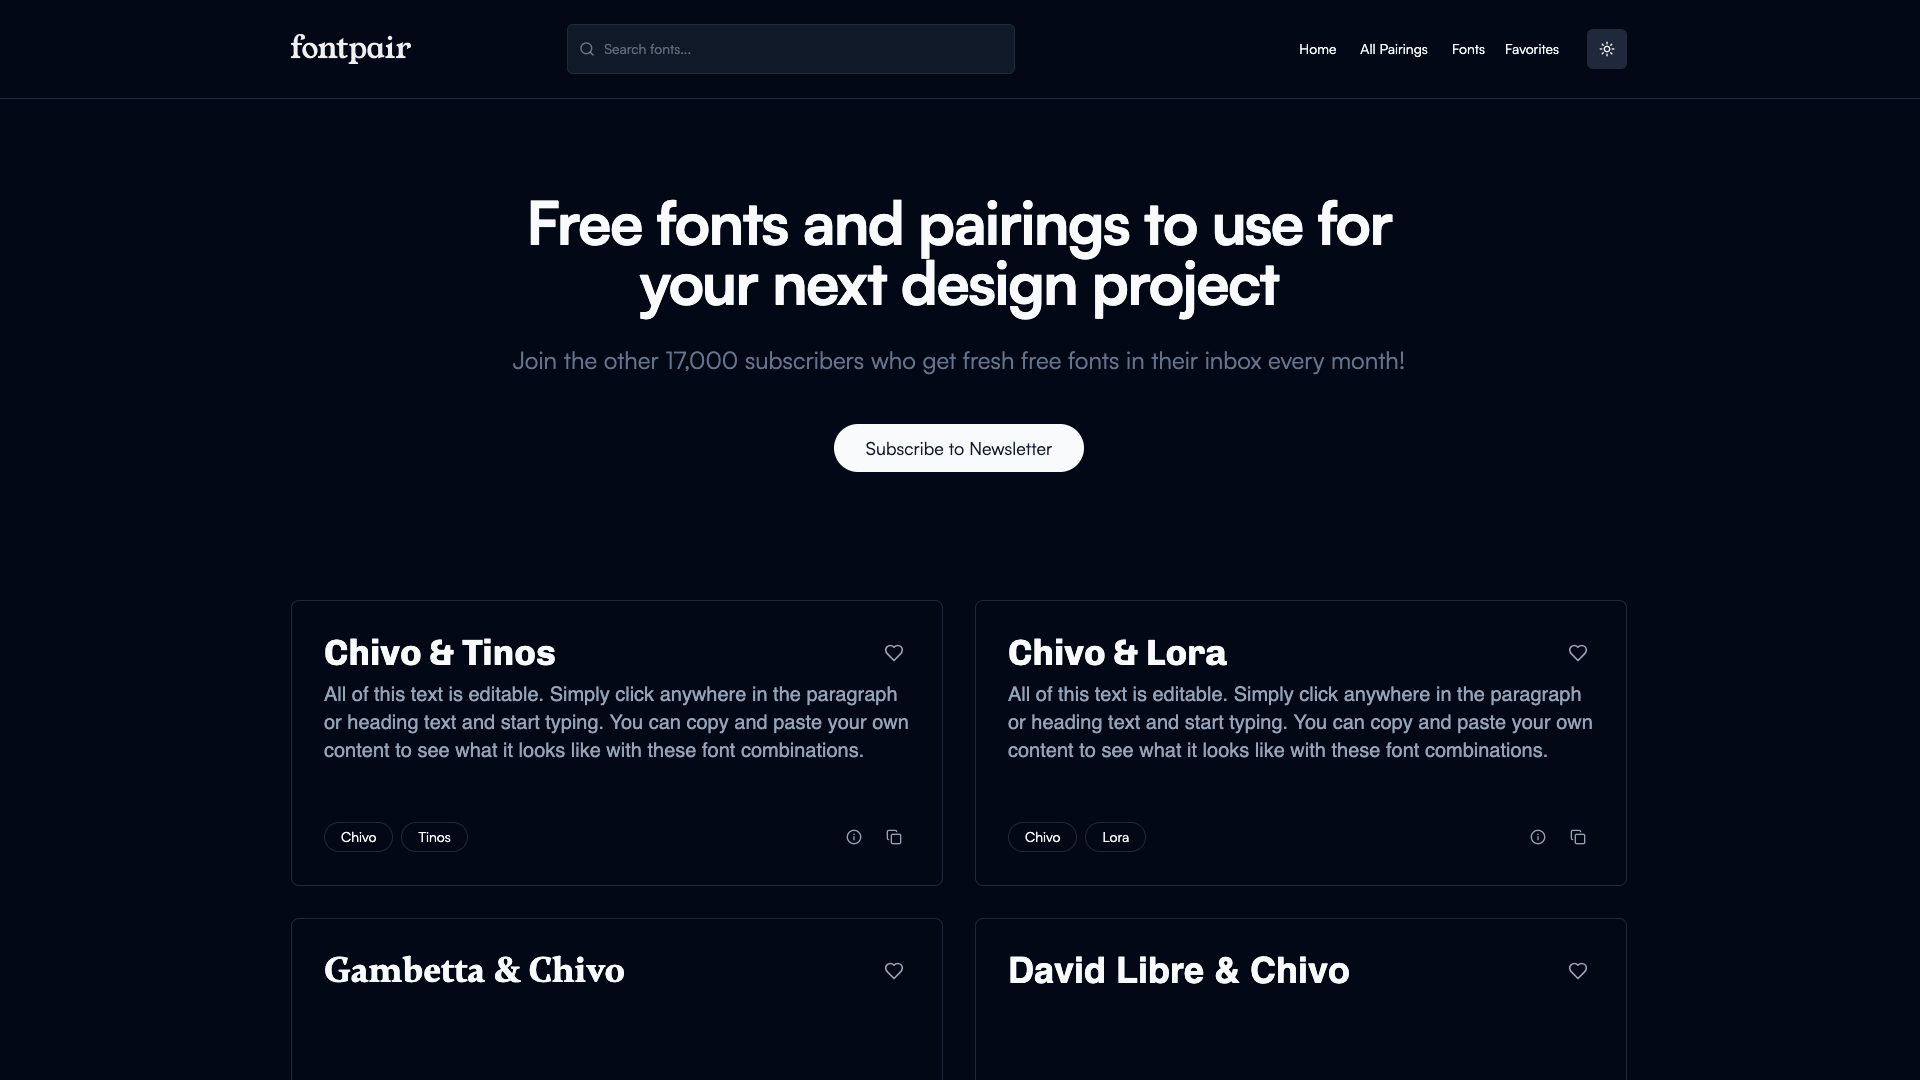 fontpair
Search fonts...
Home
All Pairings
Fonts
Favorites
Free fonts and pairings to use for
your next design project
Join the other 17,000 subscribers who get fresh free fonts in their inbox every month!
Subscribe to Newsletter
Chivo & Tinos
All of this text is editable. Simply click anywhere in the paragraph
or heading text and start typing. You can copy and paste your own
content to see what it looks like with these font combinations.
Chivo
Tinos
Chivo & Lora
All of this text is editable. Simply click anywhere in the paragraph
or heading text and start typing. You can copy and paste your own
content to see what it looks like with these font combinations.
Chivo
Lora
Gambetta & Chivo
David Libre & Chivo